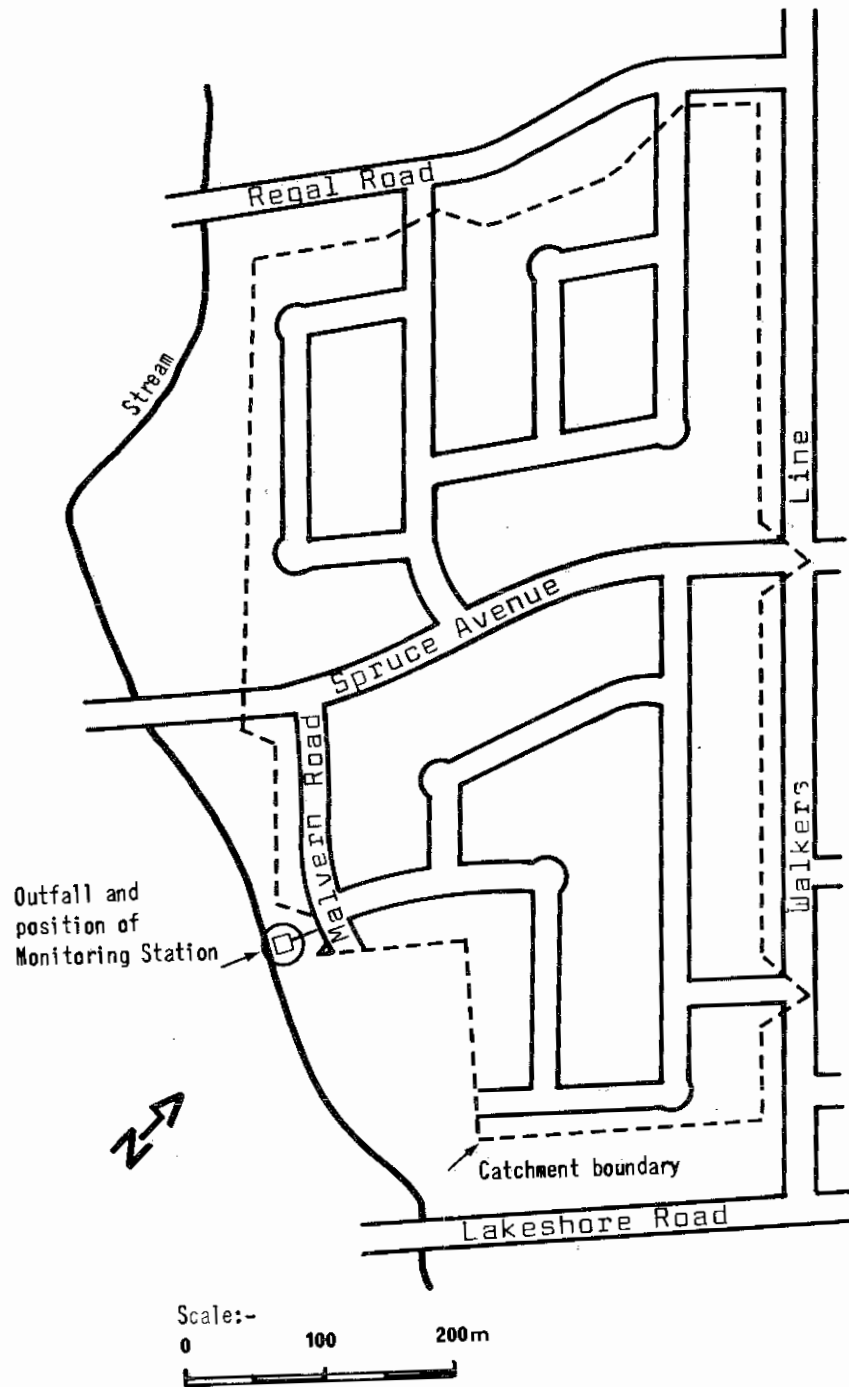 Regal Road
Stream
Line
Spruce Avenue
Malvern Road
Walkers
Outfall and
position of
Monitoring Station
N
Catchment boundary
Lakeshore Road
Scale:-
0 100 200m